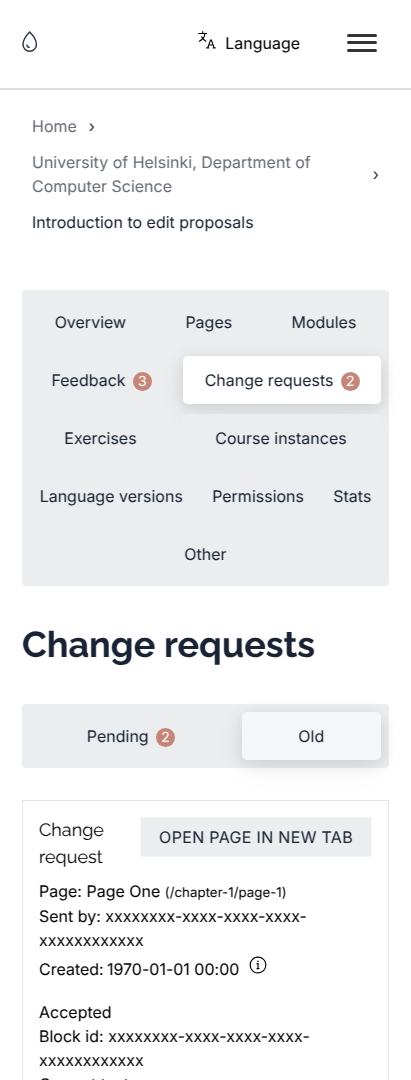 Language
Home ›
University of Helsinki, Department of
Computer Science ›
Introduction to edit proposals
Overview Pages Modules
Feedback 3 Change requests 2
Exercises Course instances
Language versions Permissions Stats
Other
Change requests
Pending 2 Old
Change
request
OPEN PAGE IN NEW TAB
Page: Page One (/chapter-1/page-1)
Sent by: xxxxxxxx-xxxx-xxxx-xxxx-
xxxxxxxxxxxx
Created: 1970-01-01 00:00
Accepted
Block id: xxxxxxxx-xxxx-xxxx-xxxx-
xxxxxxxxxxxx